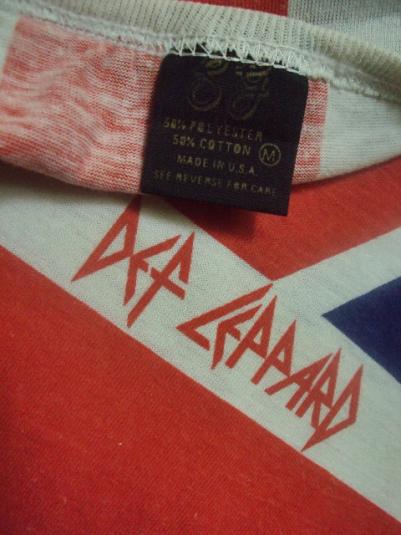 50% POLYESTER
50% COTTON M
MADE IN U.S.A.
SEE REVERSE FOR CARE
DEF LEPPARD